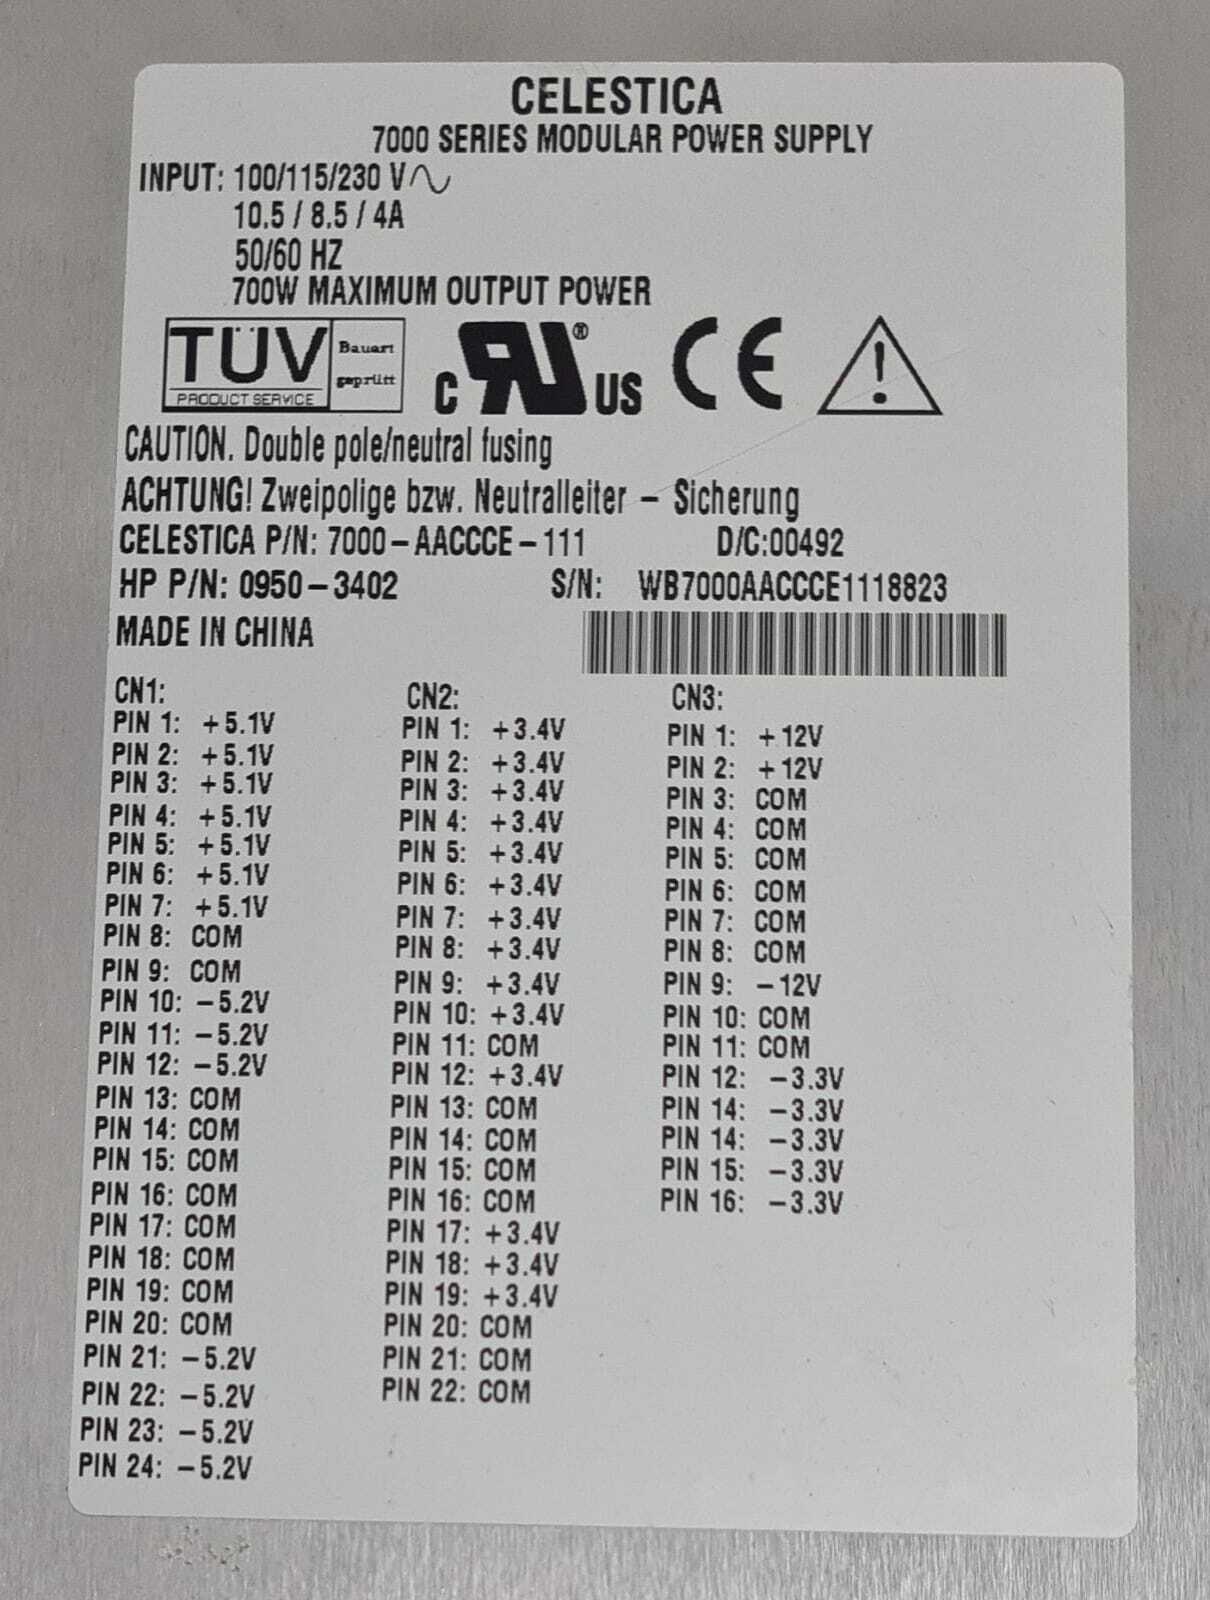 CELESTICA
7000 SERIES MODULAR POWER SUPPLY
INPUT: 100/115/230 V∿
10.5 / 8.5 / 4A
50/60 HZ
700W MAXIMUM OUTPUT POWER
TÜV PRODUCT SERVICE Bauart geprüft
C UR ® US CE !
CAUTION. Double pole/neutral fusing
ACHTUNG! Zweipolige bzw. Neutralleiter – Sicherung
CELESTICA P/N: 7000–AACCCE–111 D/C:00492
HP P/N: 0950–3402 S/N: WB7000AACCCE1118823
MADE IN CHINA
CN1:
PIN 1: +5.1V
PIN 2: +5.1V
PIN 3: +5.1V
PIN 4: +5.1V
PIN 5: +5.1V
PIN 6: +5.1V
PIN 7: +5.1V
PIN 8: COM
PIN 9: COM
PIN 10: –5.2V
PIN 11: –5.2V
PIN 12: –5.2V
PIN 13: COM
PIN 14: COM
PIN 15: COM
PIN 16: COM
PIN 17: COM
PIN 18: COM
PIN 19: COM
PIN 20: COM
PIN 21: –5.2V
PIN 22: –5.2V
PIN 23: –5.2V
PIN 24: –5.2V
CN2:
PIN 1: +3.4V
PIN 2: +3.4V
PIN 3: +3.4V
PIN 4: +3.4V
PIN 5: +3.4V
PIN 6: +3.4V
PIN 7: +3.4V
PIN 8: +3.4V
PIN 9: +3.4V
PIN 10: +3.4V
PIN 11: COM
PIN 12: +3.4V
PIN 13: COM
PIN 14: COM
PIN 15: COM
PIN 16: COM
PIN 17: +3.4V
PIN 18: +3.4V
PIN 19: +3.4V
PIN 20: COM
PIN 21: COM
PIN 22: COM
CN3:
PIN 1: +12V
PIN 2: +12V
PIN 3: COM
PIN 4: COM
PIN 5: COM
PIN 6: COM
PIN 7: COM
PIN 8: COM
PIN 9: –12V
PIN 10: COM
PIN 11: COM
PIN 12: –3.3V
PIN 14: –3.3V
PIN 14: –3.3V
PIN 15: –3.3V
PIN 16: –3.3V